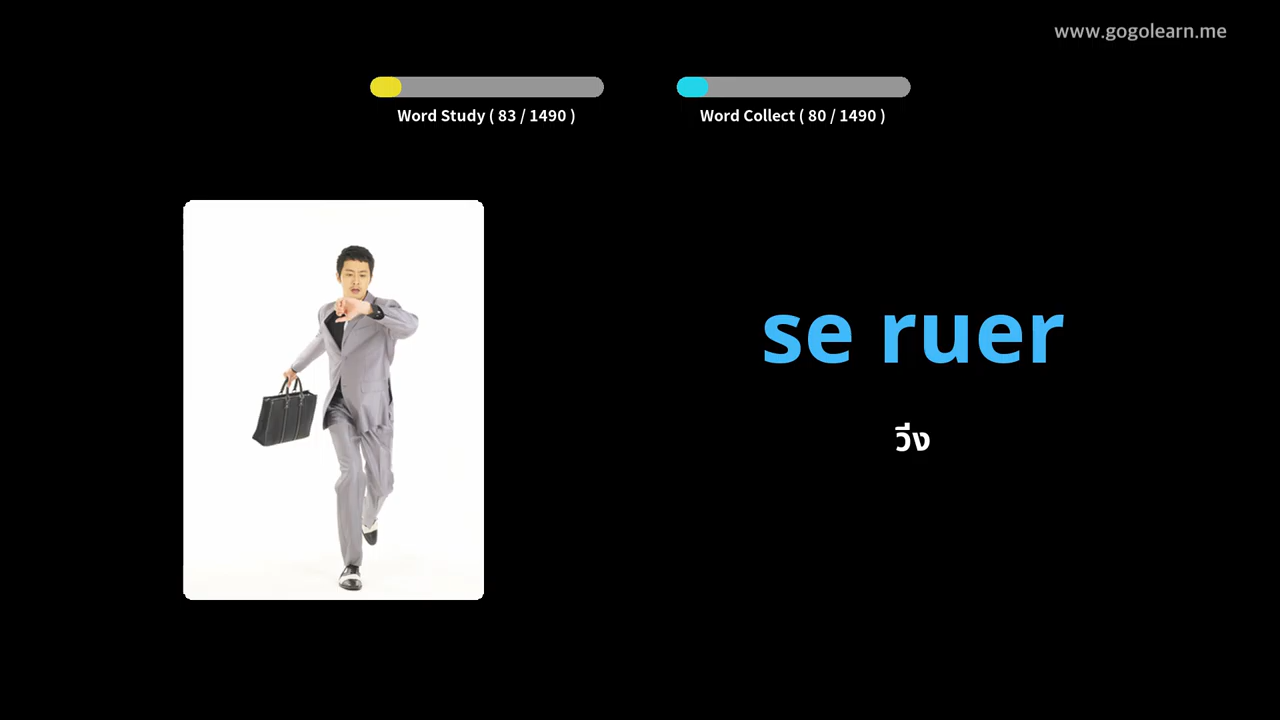 www.gogolearn.me
Word Study ( 83 / 1490 )
Word Collect ( 80 / 1490 )
se ruer
วีง